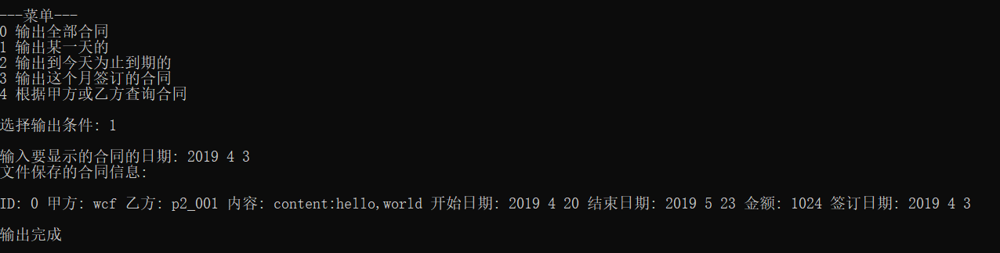 ---菜单---
0 输出全部合同
1 输出某一天的
2 输出到今天为止到期的
3 输出这个月签订的合同
4 根据甲方或乙方查询合同
选择输出条件: 1
输入要显示的合同的日期: 2019 4 3
文件保存的合同信息:
ID: 0 甲方: wcf 乙方: p2_001 内容: content:hello,world 开始日期: 2019 4 20 结束日期: 2019 5 23 金额: 1024 签订日期: 2019 4 3
输出完成